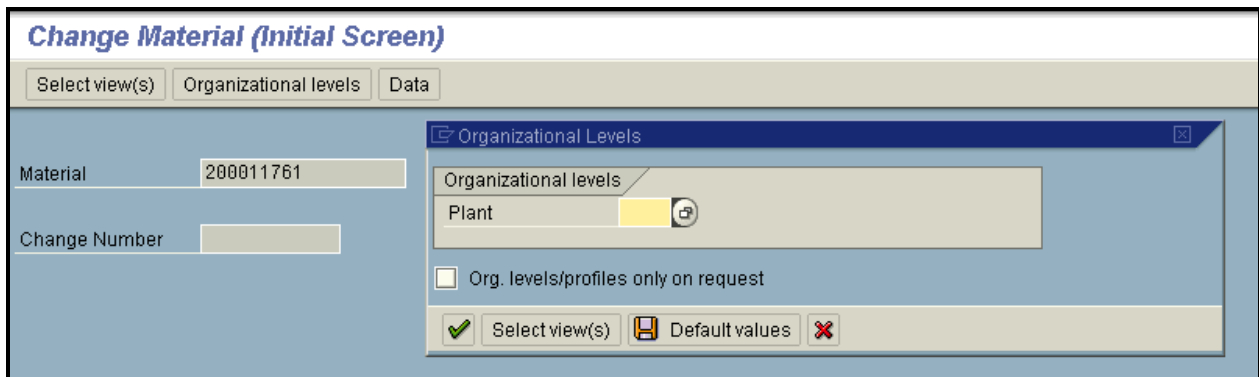 Change Material (Initial Screen)
Select view(s) Organizational levels Data
Organizational Levels
Material 200011761
Organizational levels
Plant
Change Number
Org. levels/profiles only on request
Select view(s) Default values